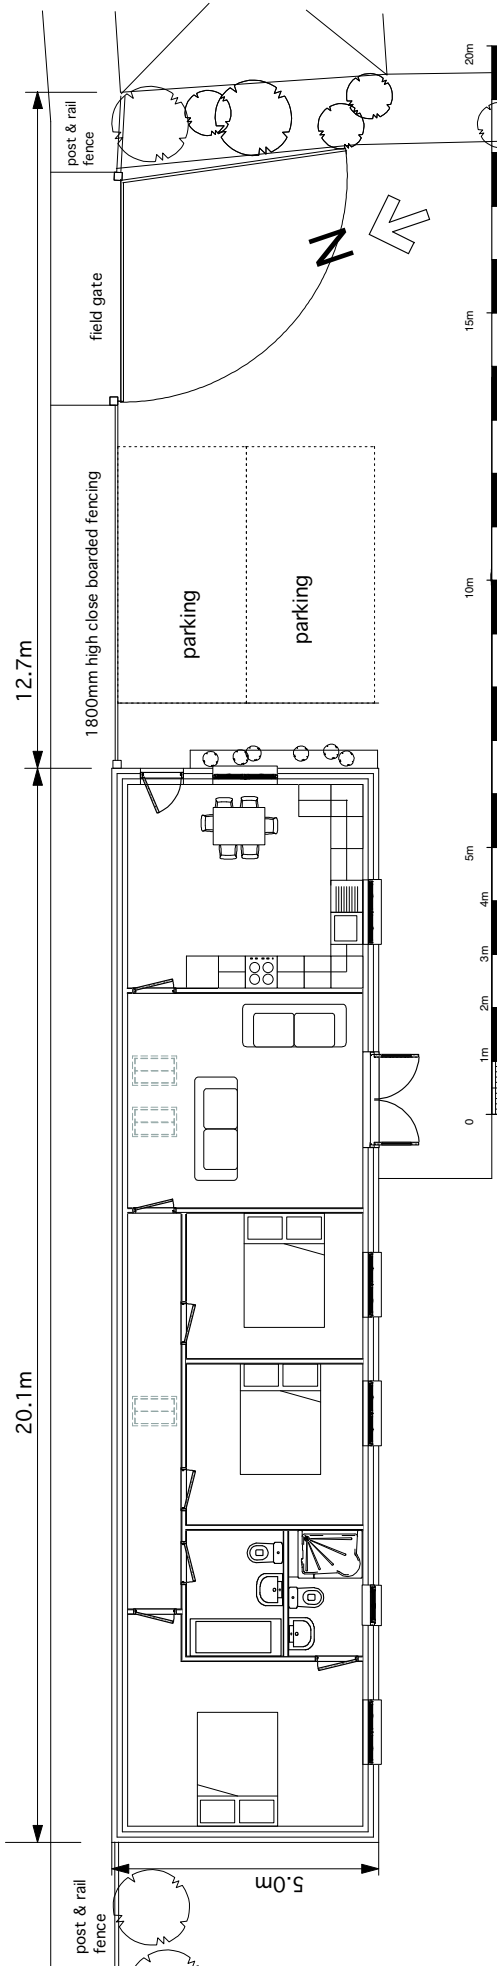 post & rail
fence
field gate
N
20m
15m
12.7m
1800mm high close boarded fencing
parking
parking
10m
5m
4m
3m
2m
1m
0
20.1m
5.0m
post & rail
fence